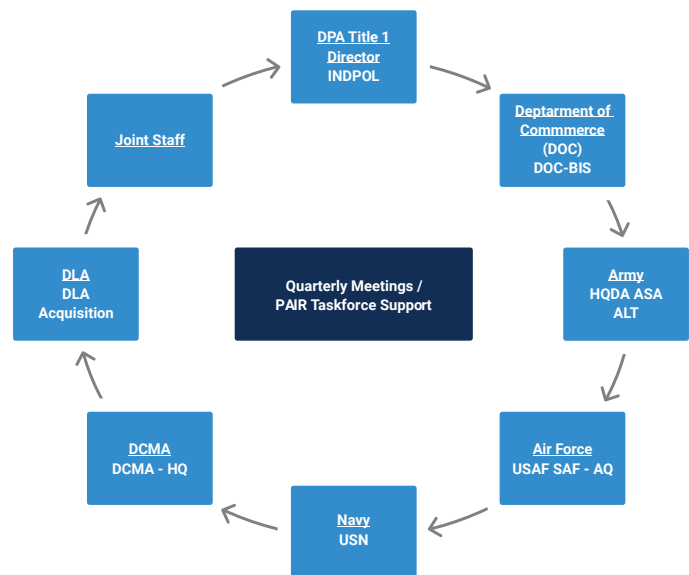 DPA Title 1
Director
INDPOL
Deptarment of
Commmerce
(DOC)
DOC-BIS
Joint Staff
Quarterly Meetings /
PAIR Taskforce Support
DLA
DLA
Acquisition
Army
HQDA ASA
ALT
DCMA
DCMA - HQ
Air Force
USAF SAF - AQ
Navy
USN